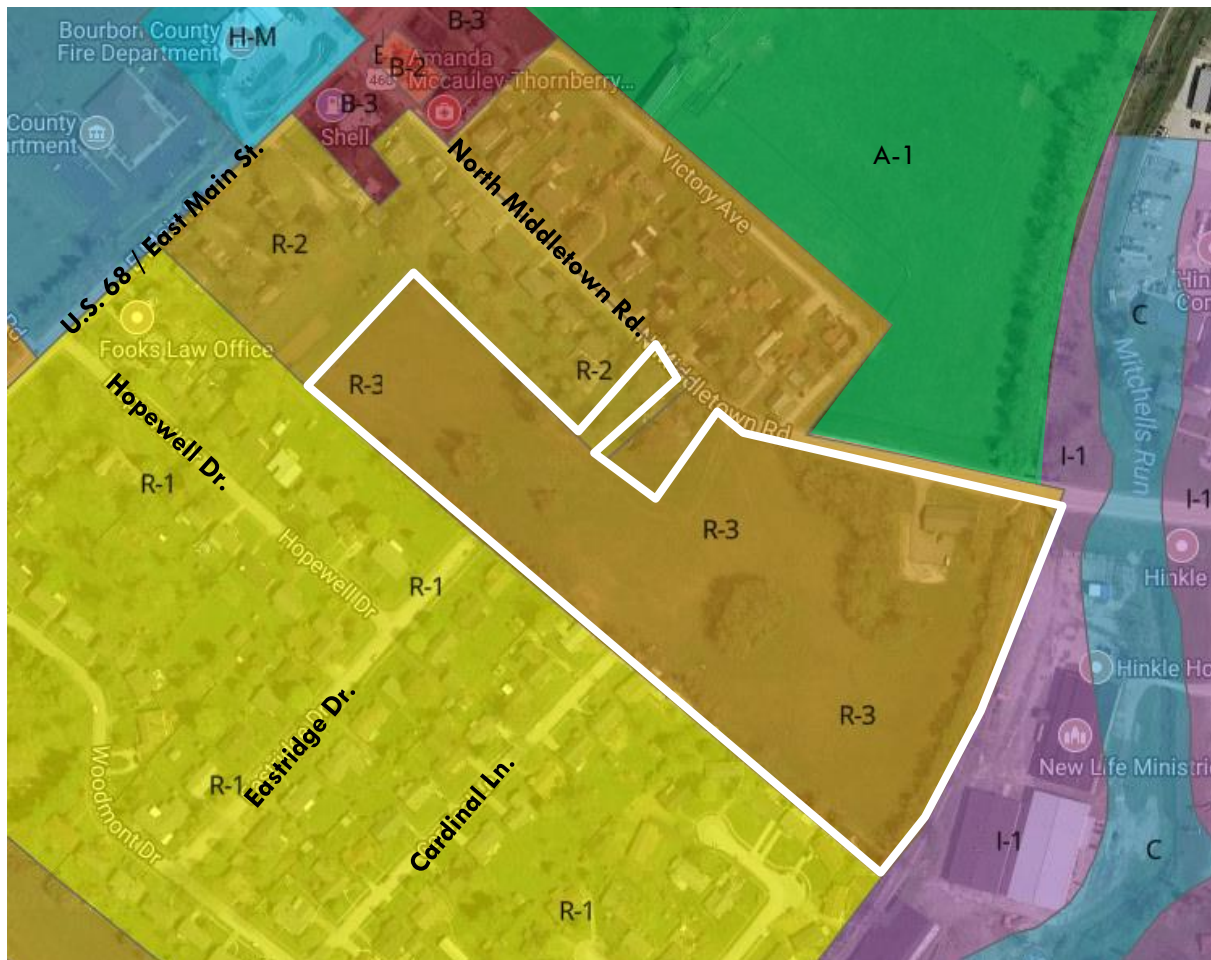 Bourbon County
Fire Department
H-M
B-3
B-2
Amanda
Mccauley-Thornberry...
460
B-3
Shell
County
North Middletown Rd.
Victory Ave
A-1
U.S. 68 / East Main St.
R-2
C
Fooks Law Office
R-2
R-3
Mitchells Run
N Middletown Rd
Hopewell Dr.
R-1
Hopewell Dr
R-1
R-3
I-1
I-1
Hinkle
Hinkle Ho
R-3
Eastridge Dr.
R-1
Woodmont Dr
Cardinal Ln.
New Life Ministri
I-1
C
R-1